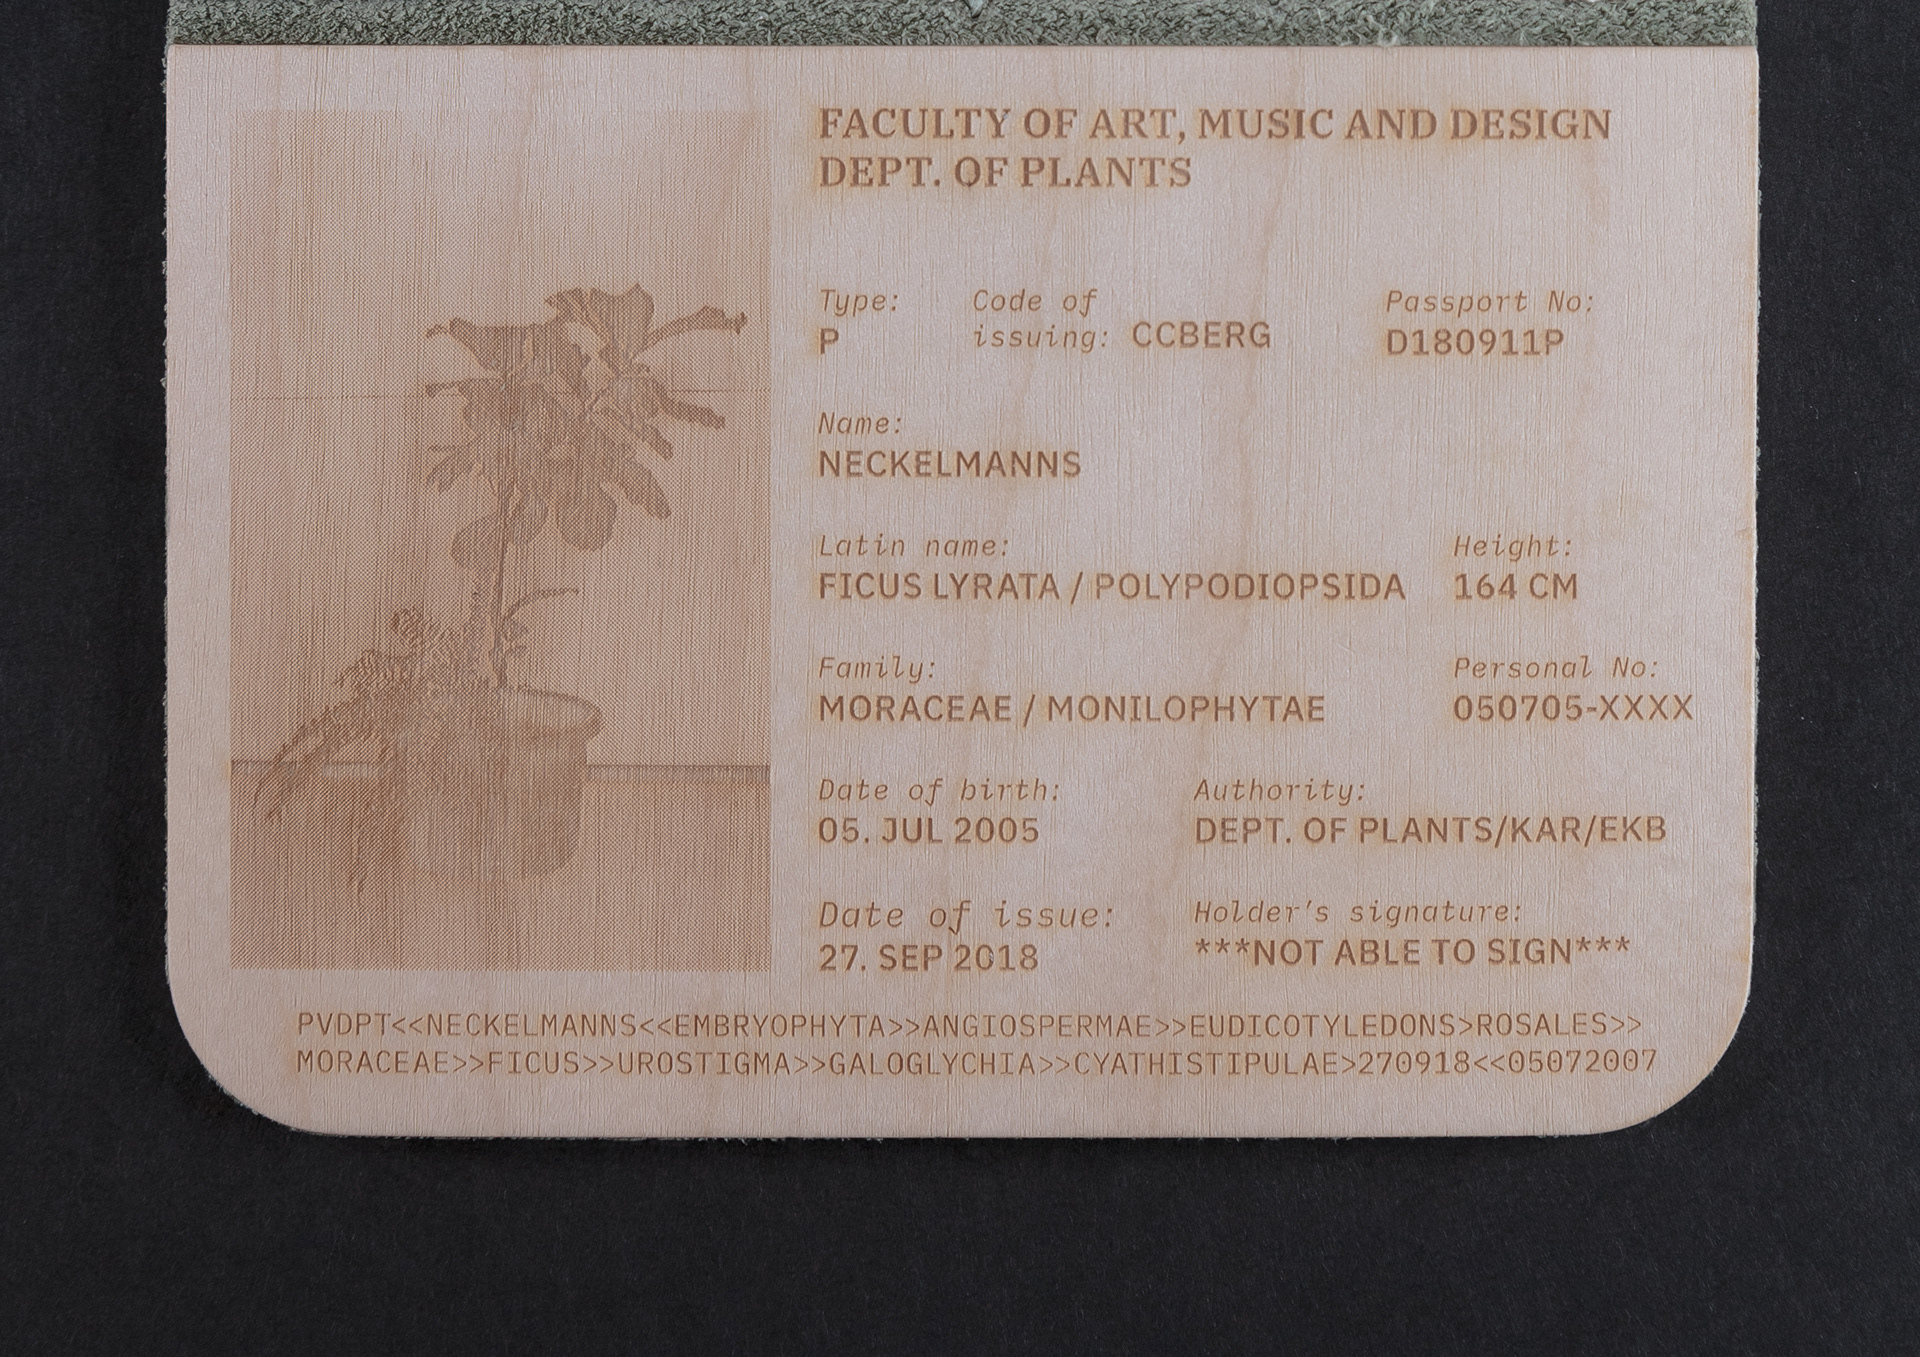 FACULTY OF ART, MUSIC AND DESIGN
DEPT. OF PLANTS
Type:
P
Code of
issuing: CCBERG
Passport No:
D180911P
Name:
NECKELMANNS
Latin name:
FICUS LYRATA / POLYPODIOPSIDA
Height:
164 CM
Family:
MORACEAE / MONILOPHYTAE
Personal No:
050705-XXXX
Date of birth:
05. JUL 2005
Authority:
DEPT. OF PLANTS/KAR/EKB
Date of issue:
27. SEP 2018
Holder's signature:
***NOT ABLE TO SIGN***
PVDPT<<NECKELMANNS<<EMBRYOPHYTA>>ANGIOSPERMAE>>EUDICOTYLEDONS>ROSALES>>
MORACEAE>>FICUS>>UROSTIGMA>>GALOGLYCHIA>>CYATHISTIPULAE>270918<<05072007